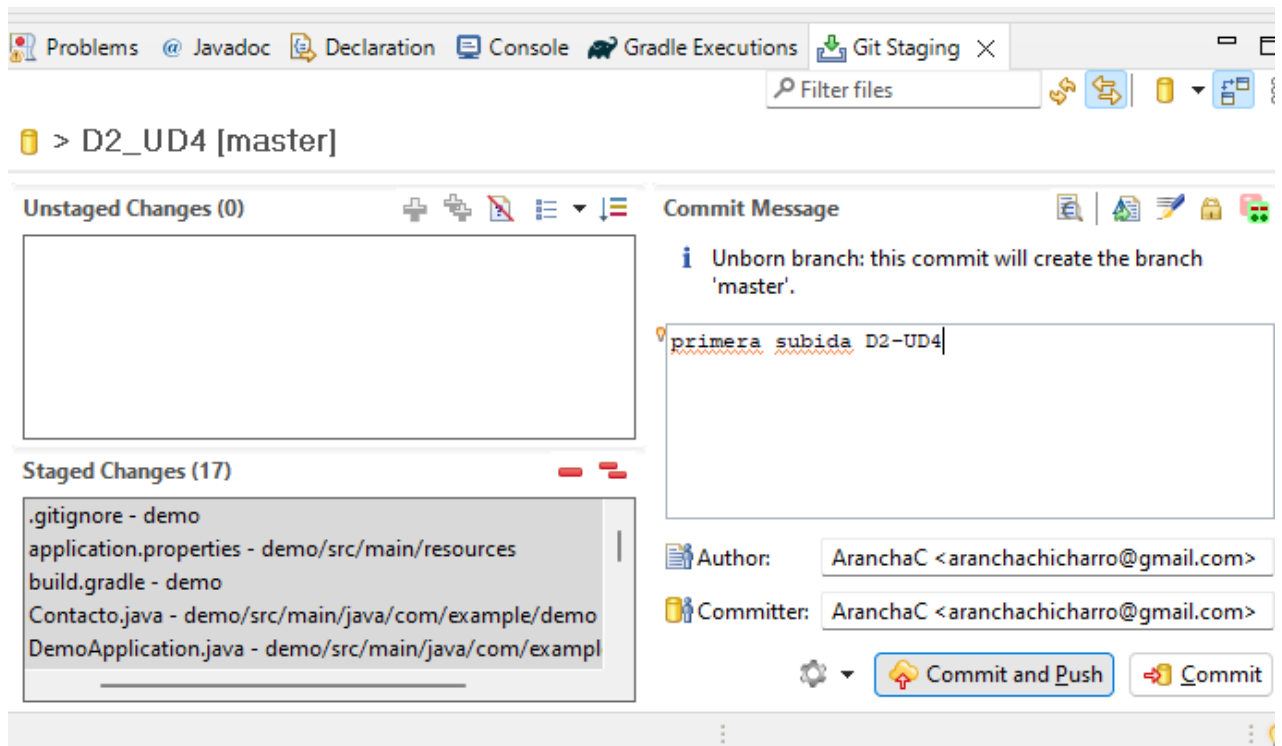 Problems @ Javadoc Declaration Console Gradle Executions Git Staging
Filter files
> D2_UD4 [master]
Unstaged Changes (0)
Commit Message
Unborn branch: this commit will create the branch
'master'.
primera subida D2-UD4
Staged Changes (17)
.gitignore - demo
application.properties - demo/src/main/resources
build.gradle - demo
Contacto.java - demo/src/main/java/com/example/demo
DemoApplication.java - demo/src/main/java/com/exampl
Author: AranchaC <aranchachicharro@gmail.com>
Committer: AranchaC <aranchachicharro@gmail.com>
Commit and Push
Commit